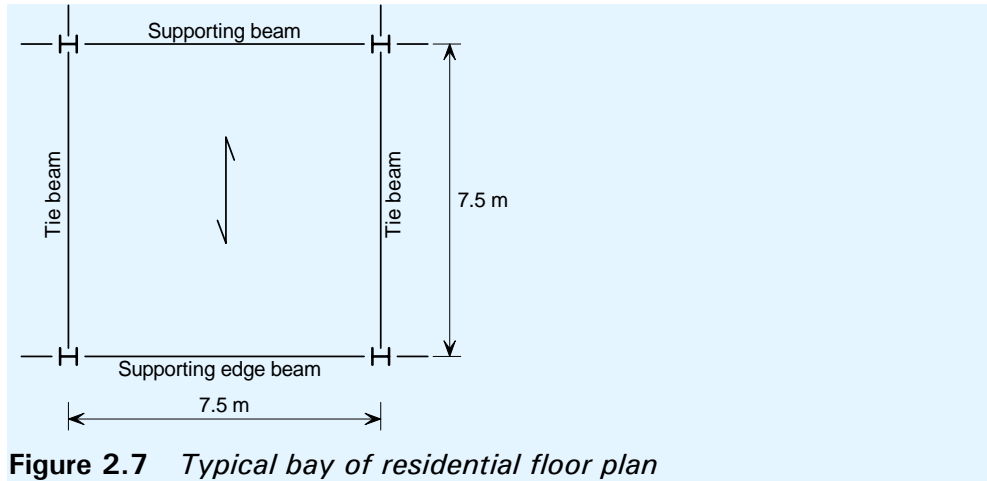 Supporting beam
Tie beam
Tie beam
7.5 m
Supporting edge beam
7.5 m
Figure 2.7 Typical bay of residential floor plan